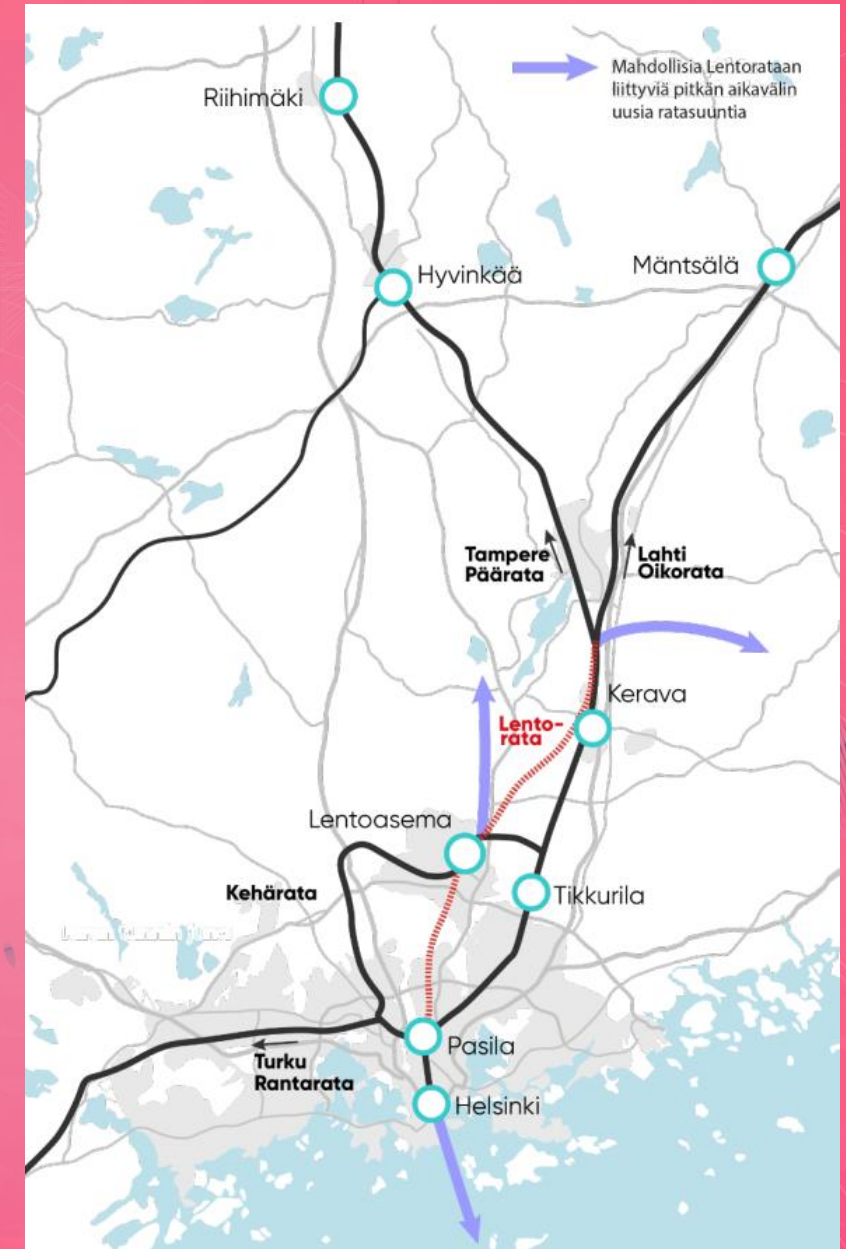 Mahdollisia Lentorataan
liittyviä pitkän aikavälin
uusia ratasuuntia
Riihimäki
Hyvinkää
Mäntsälä
Tampere
Päärata
Lahti
Oikorata
Kerava
Lento-
rata
Lentoasema
Kehärata
Tikkurila
Pasila
Turku
Rantarata
Helsinki